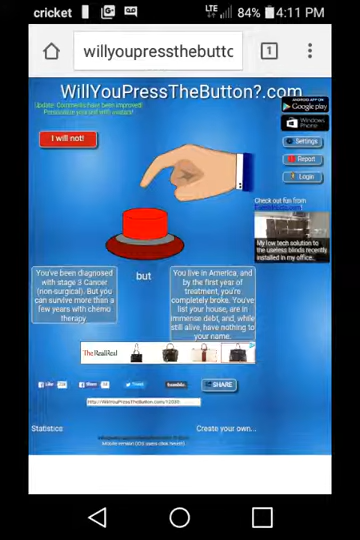 cricket LTE 84% 4:11 PM
willyoupressthebuttc 1
WillYouPressTheButton?.com
Update: Comments have been improved!
ANDROID APP ON
Google play
Windows
Phone
I will not!
Settings
Report
Login
Check out fun from
My low tech solution to
the useless blinds recently
installed in my office..
You've been diagnosed
with stage 3 Cancer
(non-surgical). But you
can survive more than a
few years with chemo
therapy
but
You live in America, and
by the first year of
treatment, you're
completely broke. You've
list your house, are in
immense debt, and, while
still alive, have nothing to
your name.
The RealReal
Like
Share
Tweet
tumblr.
SHARE
Statistics
Create your own...